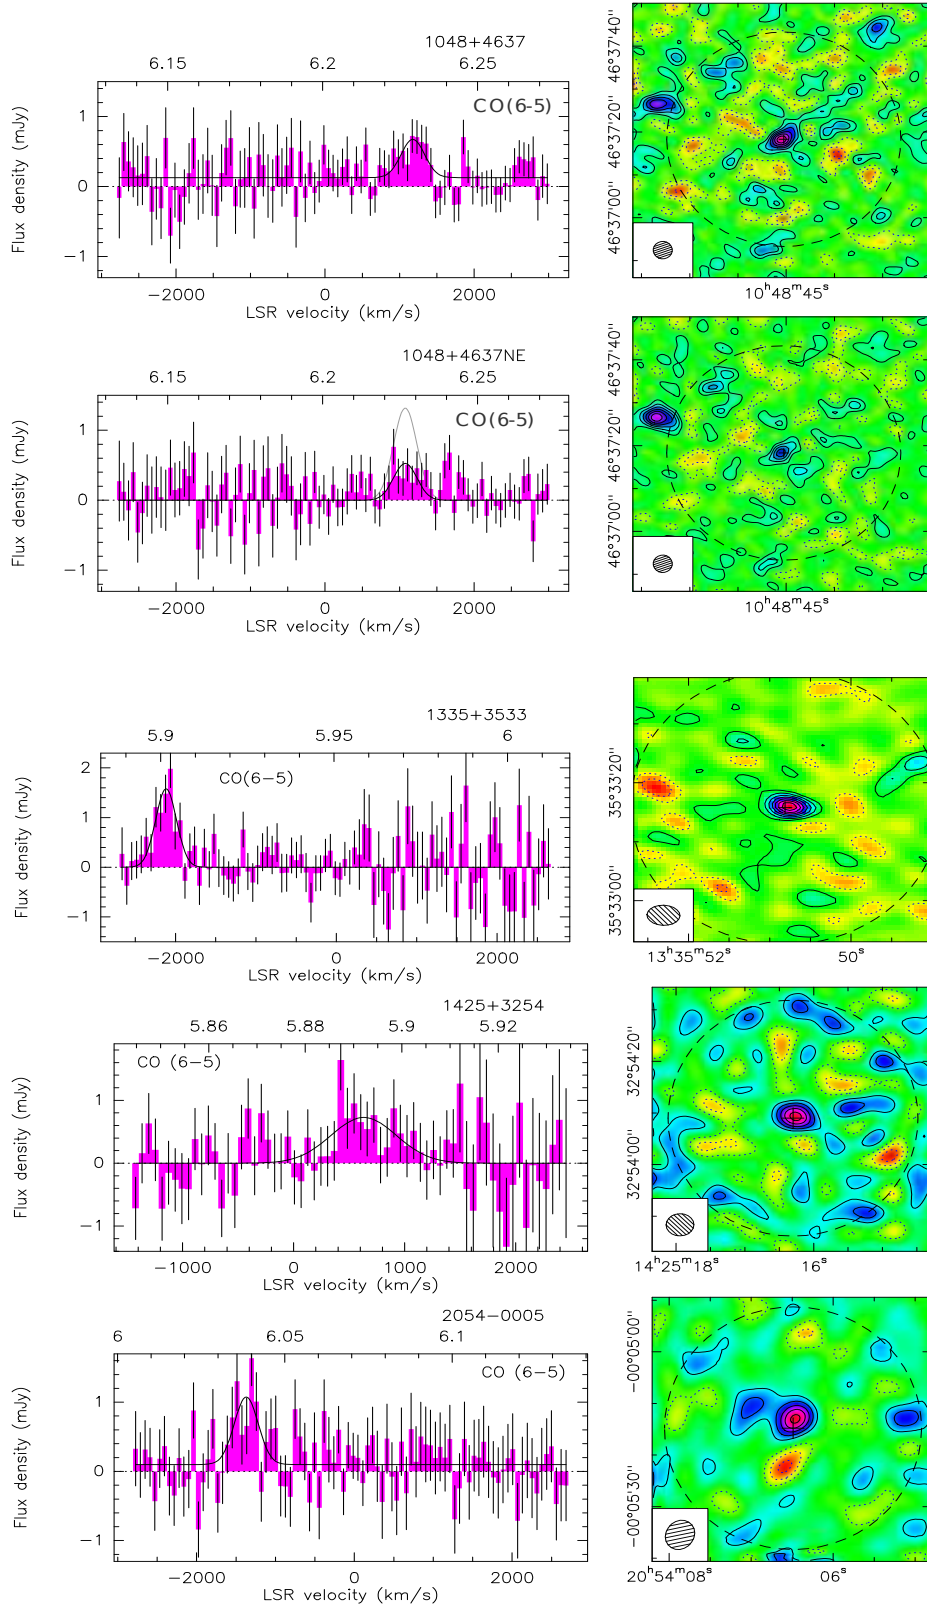 1048+4637
6.15 6.2 6.25
CO(6-5)
Flux density (mJy)
1
0
−1
−2000 0 2000
LSR velocity (km/s)
46°37'40"
46°37'20"
46°37'00"
10ʰ48ᵐ45ˢ
1048+4637NE
6.15 6.2 6.25
CO(6-5)
Flux density (mJy)
1
0
−1
−2000 0 2000
LSR velocity (km/s)
46°37'40"
46°37'20"
46°37'00"
10ʰ48ᵐ45ˢ
1335+3533
5.9 5.95 6
CO(6−5)
Flux density (mJy)
2
1
0
−1
−2000 0 2000
LSR velocity (km/s)
35°33'20"
35°33'00"
13ʰ35ᵐ52ˢ 50ˢ
1425+3254
5.86 5.88 5.9 5.92
CO (6−5)
Flux density (mJy)
1
0
−1
−1000 0 1000 2000
LSR velocity (km/s)
32°54'20"
32°54'00"
14ʰ25ᵐ18ˢ 16ˢ
2054−0005
6 6.05 6.1
CO (6−5)
Flux density (mJy)
1
0
−1
−2000 0 2000
LSR velocity (km/s)
−00°05'00"
−00°05'30"
20ʰ54ᵐ08ˢ 06ˢ